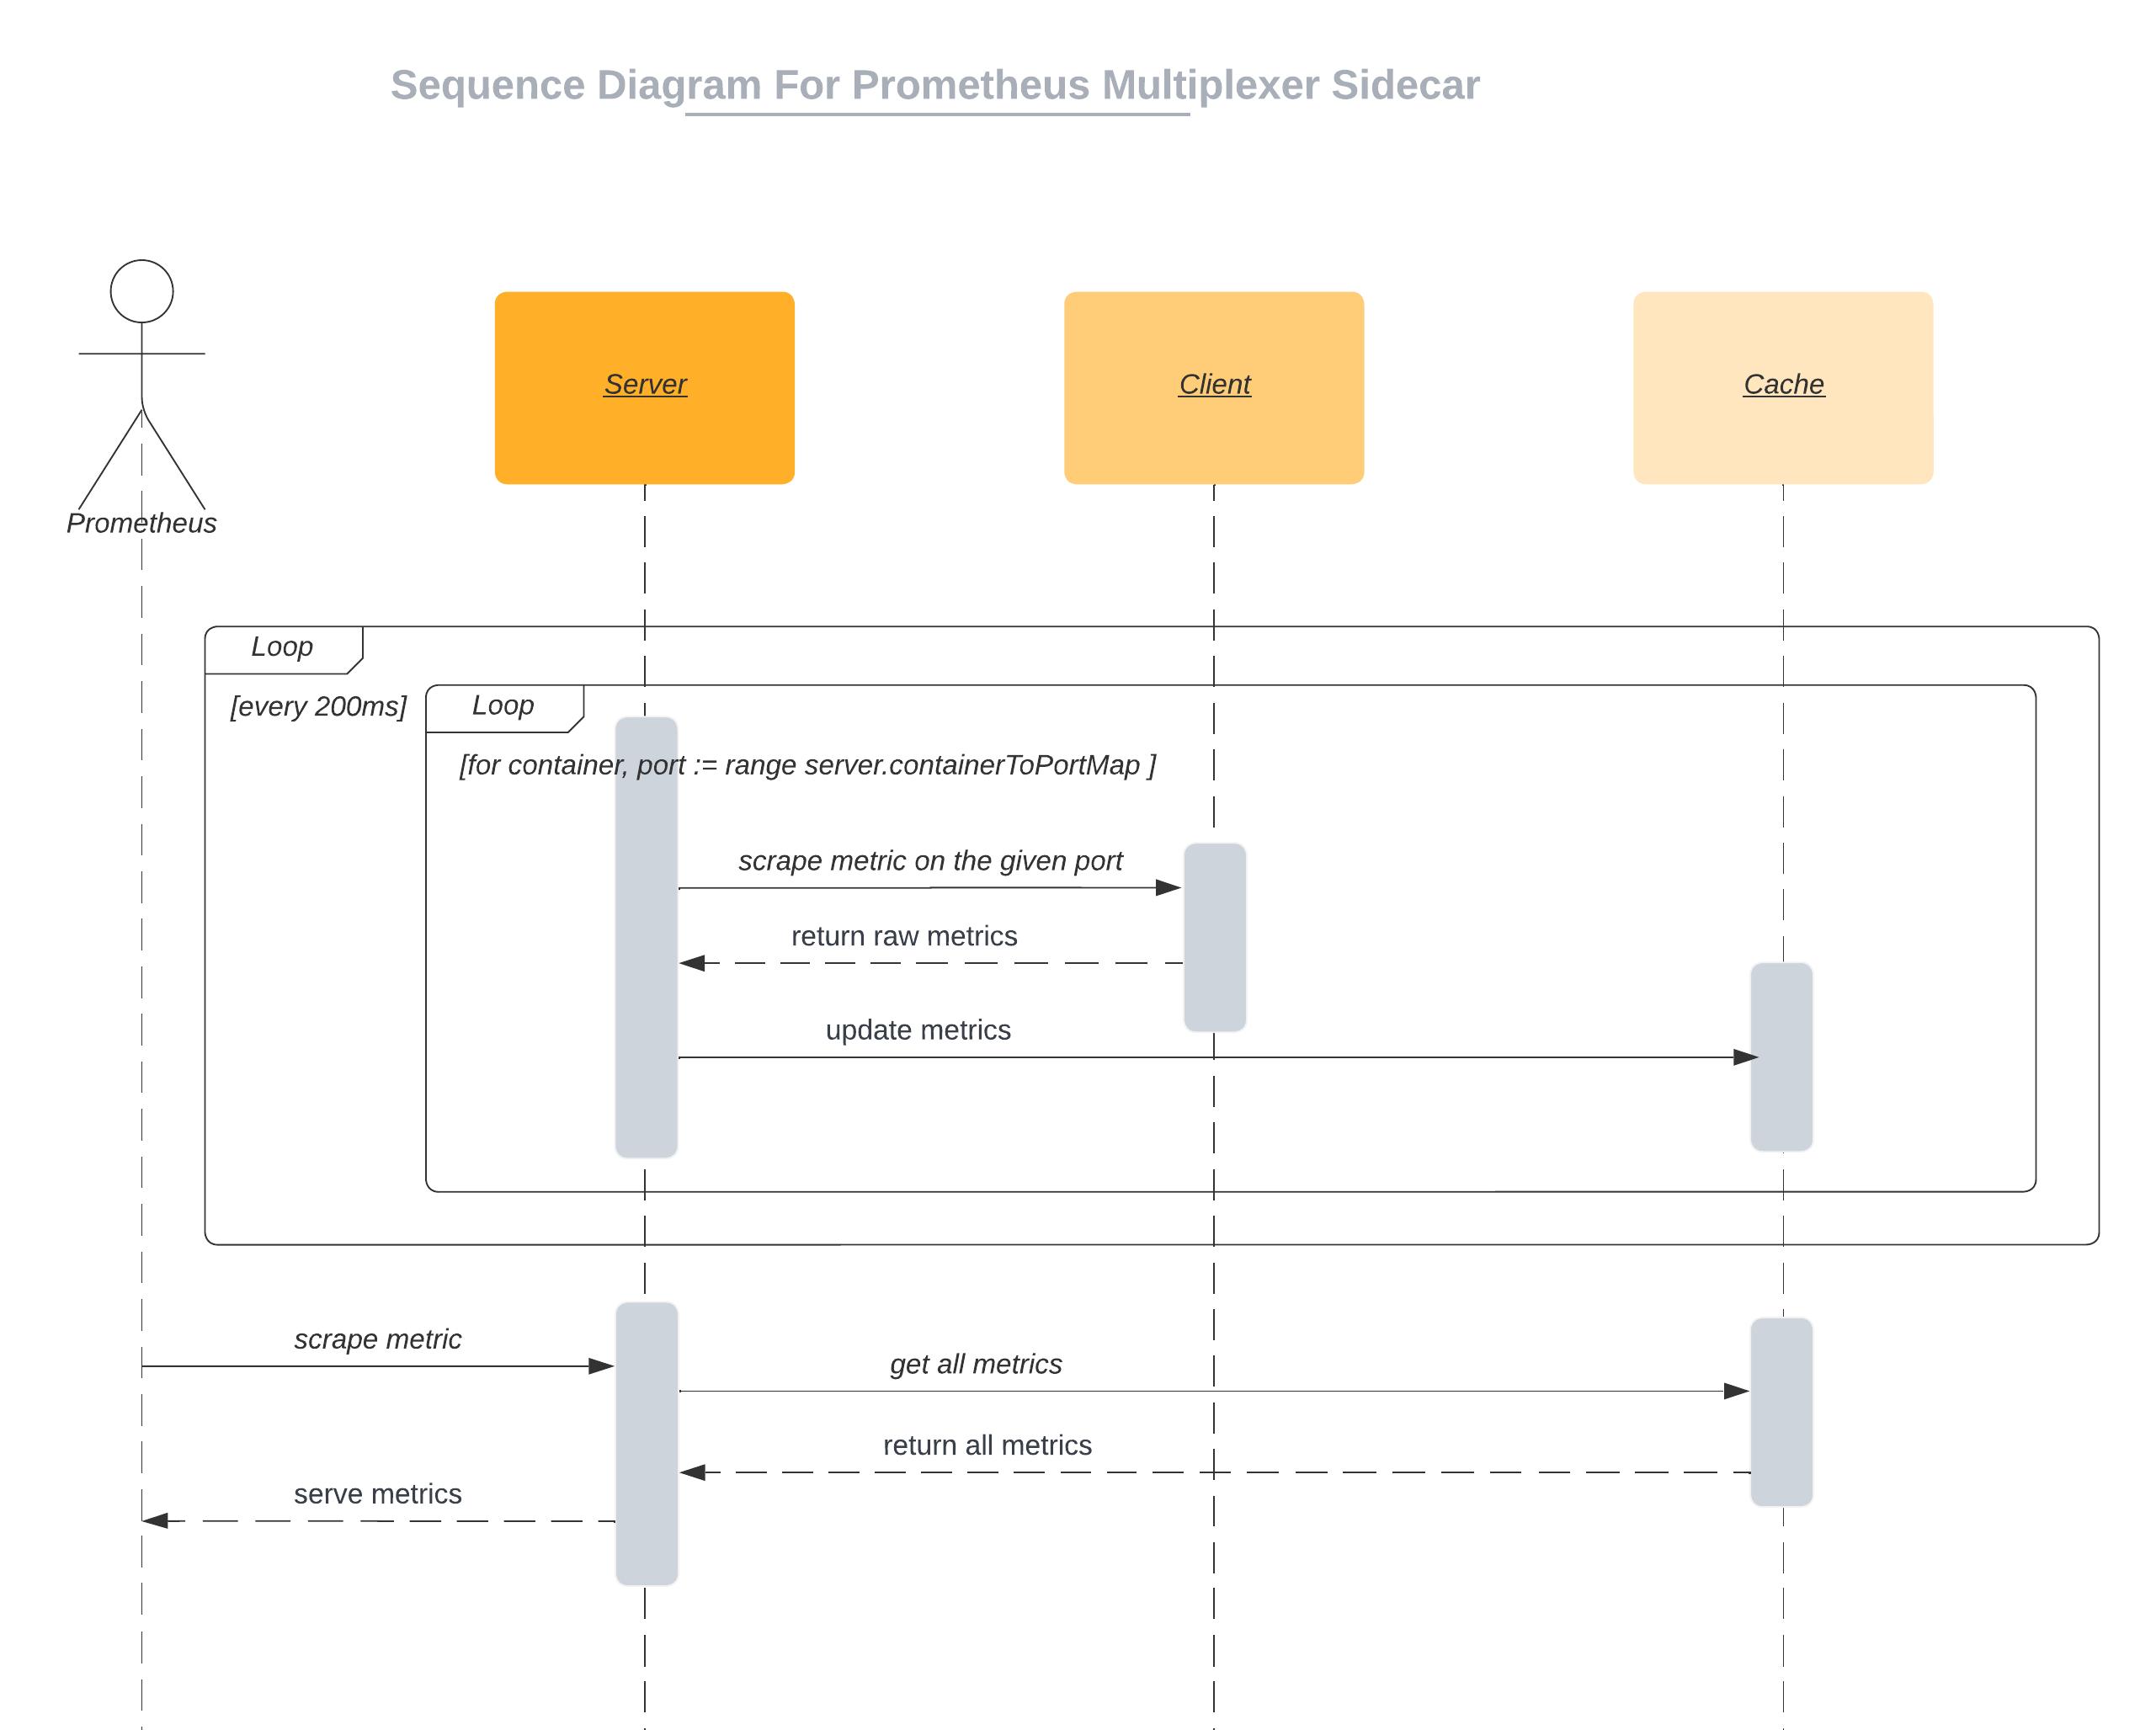 Sequence Diagram For Prometheus Multiplexer Sidecar
Server
Client
Cache
Prometheus
Loop
[every 200ms]
Loop
[for container, port := range server.containerToPortMap ]
scrape metric on the given port
return raw metrics
update metrics
scrape metric
get all metrics
return all metrics
serve metrics